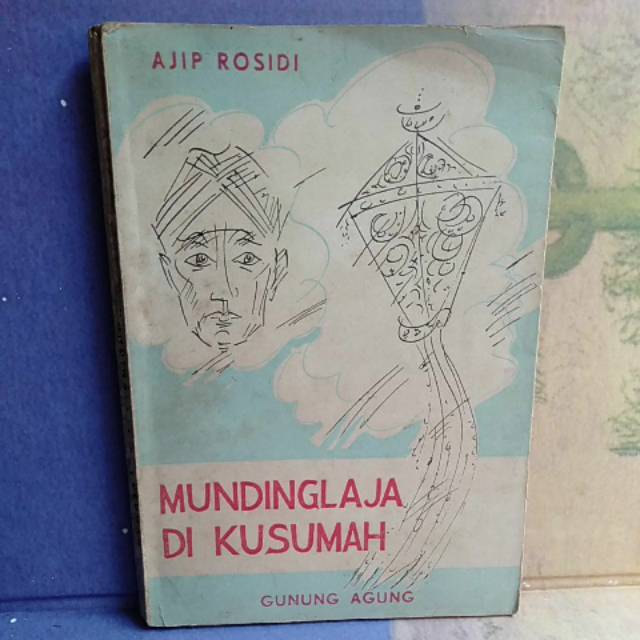 AJIP ROSIDI
MUNDINGLAJA
DI KUSUMAH
GUNUNG AGUNG